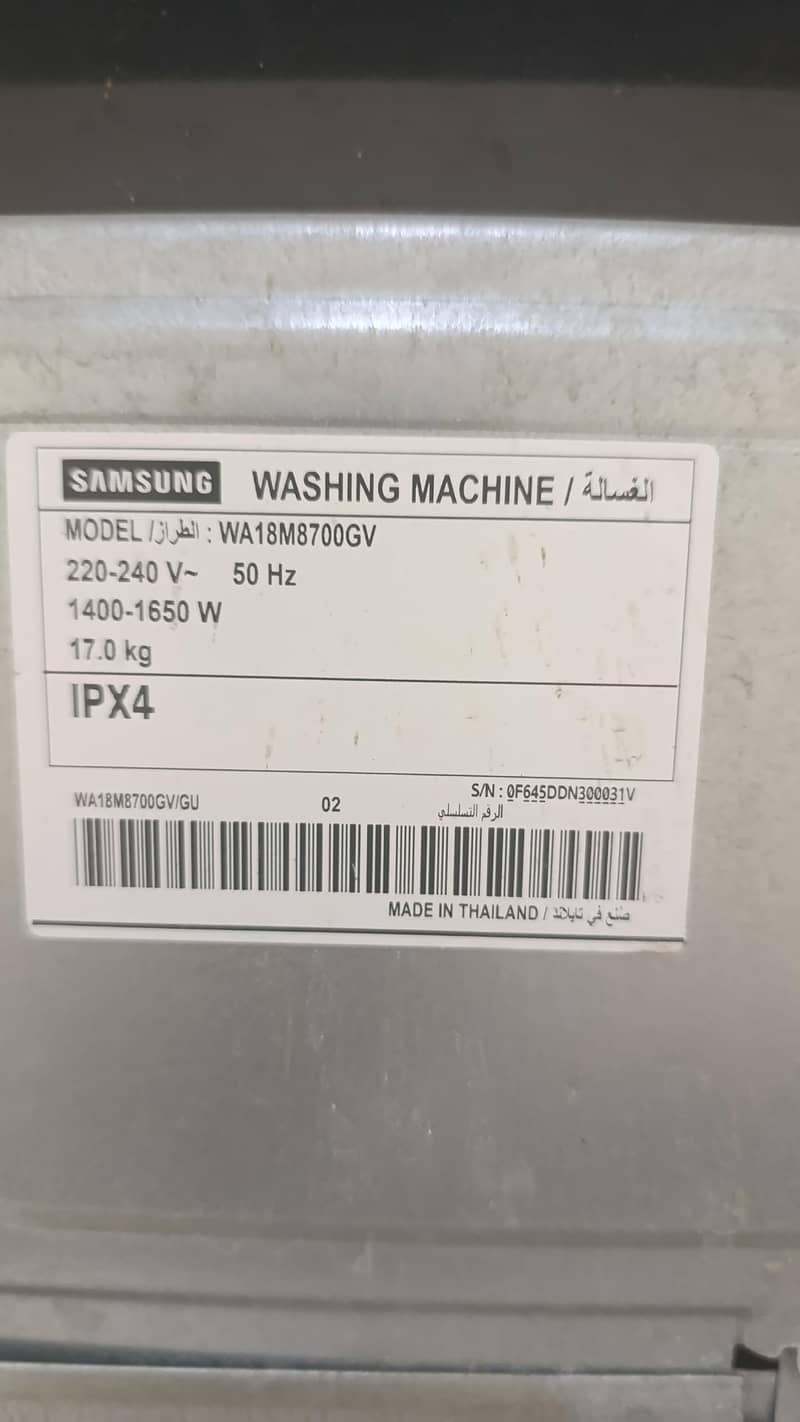 SAMSUNG WASHING MACHINE / الغسالة
MODEL / الطراز : WA18M8700GV
220-240 V~ 50 Hz
1400-1650 W
17.0 kg
IPX4
WA18M8700GV/GU 02 S/N : 0F645DDN300031V
الرقم التسلسلي
MADE IN THAILAND / صنع في تايلاند